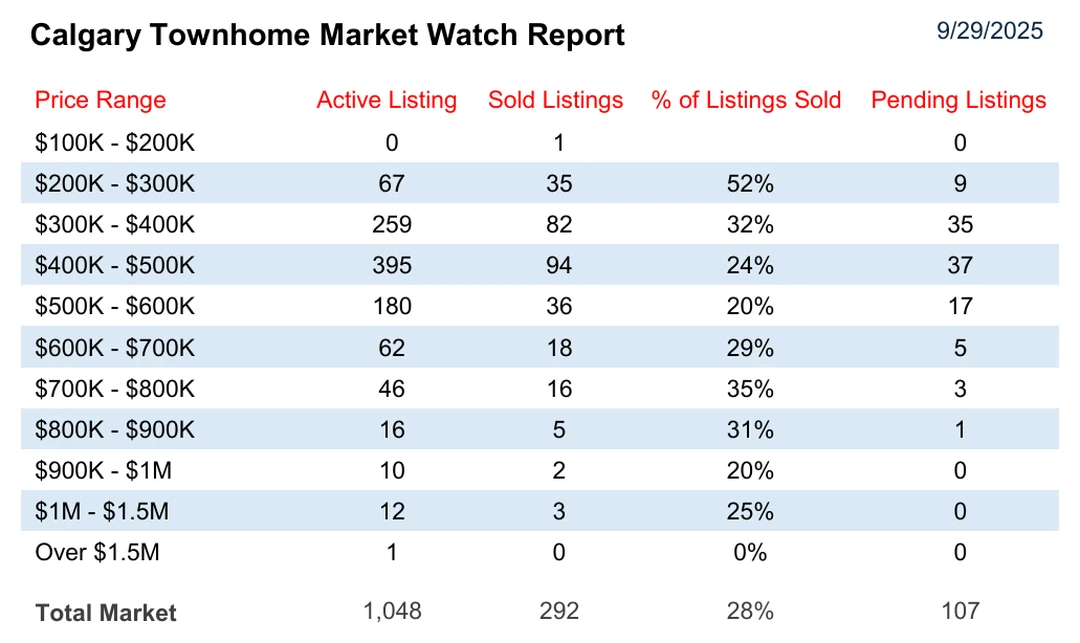 Calgary Townhome Market Watch Report 9/29/2025
Price Range Active Listing Sold Listings % of Listings Sold Pending Listings
$100K - $200K 0 1 0
$200K - $300K 67 35 52% 9
$300K - $400K 259 82 32% 35
$400K - $500K 395 94 24% 37
$500K - $600K 180 36 20% 17
$600K - $700K 62 18 29% 5
$700K - $800K 46 16 35% 3
$800K - $900K 16 5 31% 1
$900K - $1M 10 2 20% 0
$1M - $1.5M 12 3 25% 0
Over $1.5M 1 0 0% 0
Total Market 1,048 292 28% 107